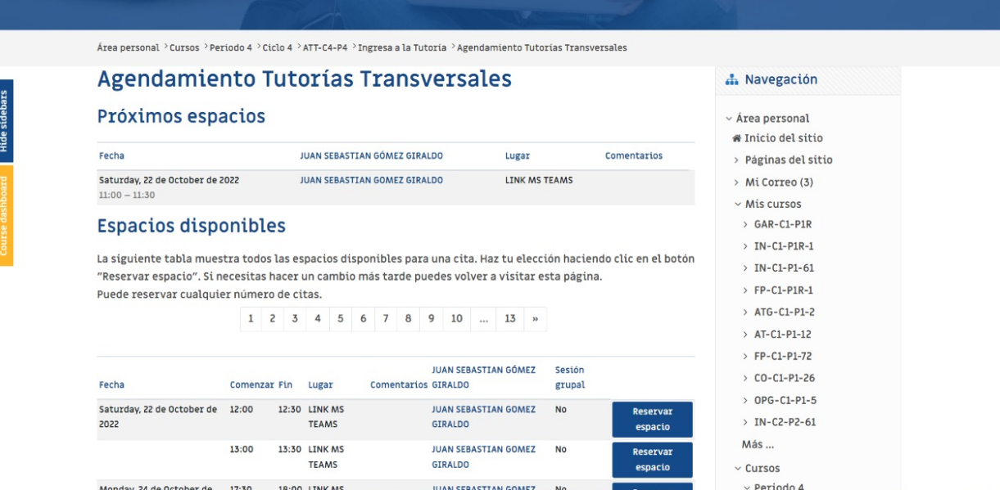 Área personal > Cursos > Periodo 4 > Ciclo 4 > ATT-C4-P4 > Ingresa a la Tutoría > Agendamiento Tutorías Transversales
Hide sidebars
Course dashboard
Agendamiento Tutorías Transversales
Próximos espacios
Fecha JUAN SEBASTIAN GÓMEZ GIRALDO Lugar Comentarios
Saturday, 22 de October de 2022 JUAN SEBASTIAN GOMEZ GIRALDO LINK MS TEAMS
11:00 – 11:30
Espacios disponibles
La siguiente tabla muestra todos las espacios disponibles para una cita. Haz tu elección haciendo clic en el botón
"Reservar espacio". Si necesitas hacer un cambio más tarde puedes volver a visitar esta página.
Puede reservar cualquier número de citas.
1 2 3 4 5 6 7 8 9 10 ... 13 »
JUAN SEBASTIAN GÓMEZ Sesión
Fecha Comenzar Fin Lugar Comentarios GIRALDO grupal
Saturday, 22 de October de 12:00 12:30 LINK MS JUAN SEBASTIAN GOMEZ No Reservar
2022 TEAMS GIRALDO espacio
13:00 13:30 LINK MS JUAN SEBASTIAN GOMEZ No Reservar
TEAMS GIRALDO espacio
Monday, 24 de October de 17:30 18:00 LINK MS JUAN SEBASTIAN GOMEZ No
Navegación
Área personal
Inicio del sitio
Páginas del sitio
Mi Correo (3)
Mis cursos
GAR-C1-P1R
IN-C1-P1R-1
IN-C1-P1-61
FP-C1-P1R-1
ATG-C1-P1-2
AT-C1-P1-12
FP-C1-P1-72
CO-C1-P1-26
OPG-C1-P1-5
IN-C2-P2-61
Más ...
Cursos
Periodo 4